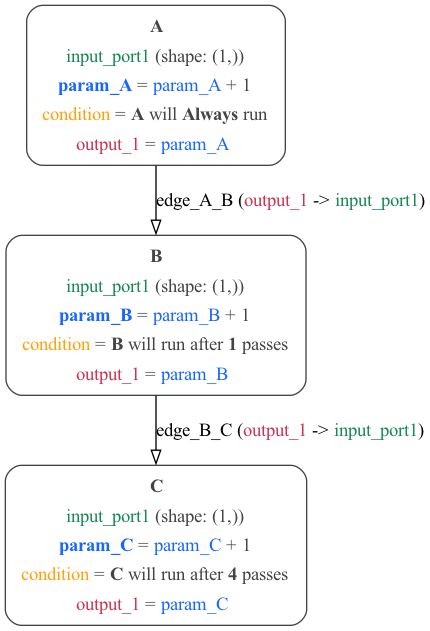 A
input_port1 (shape: (1,))
param_A = param_A + 1
condition = A will Always run
output_1 = param_A
edge_A_B (output_1 -> input_port1)
B
input_port1 (shape: (1,))
param_B = param_B + 1
condition = B will run after 1 passes
output_1 = param_B
edge_B_C (output_1 -> input_port1)
C
input_port1 (shape: (1,))
param_C = param_C + 1
condition = C will run after 4 passes
output_1 = param_C